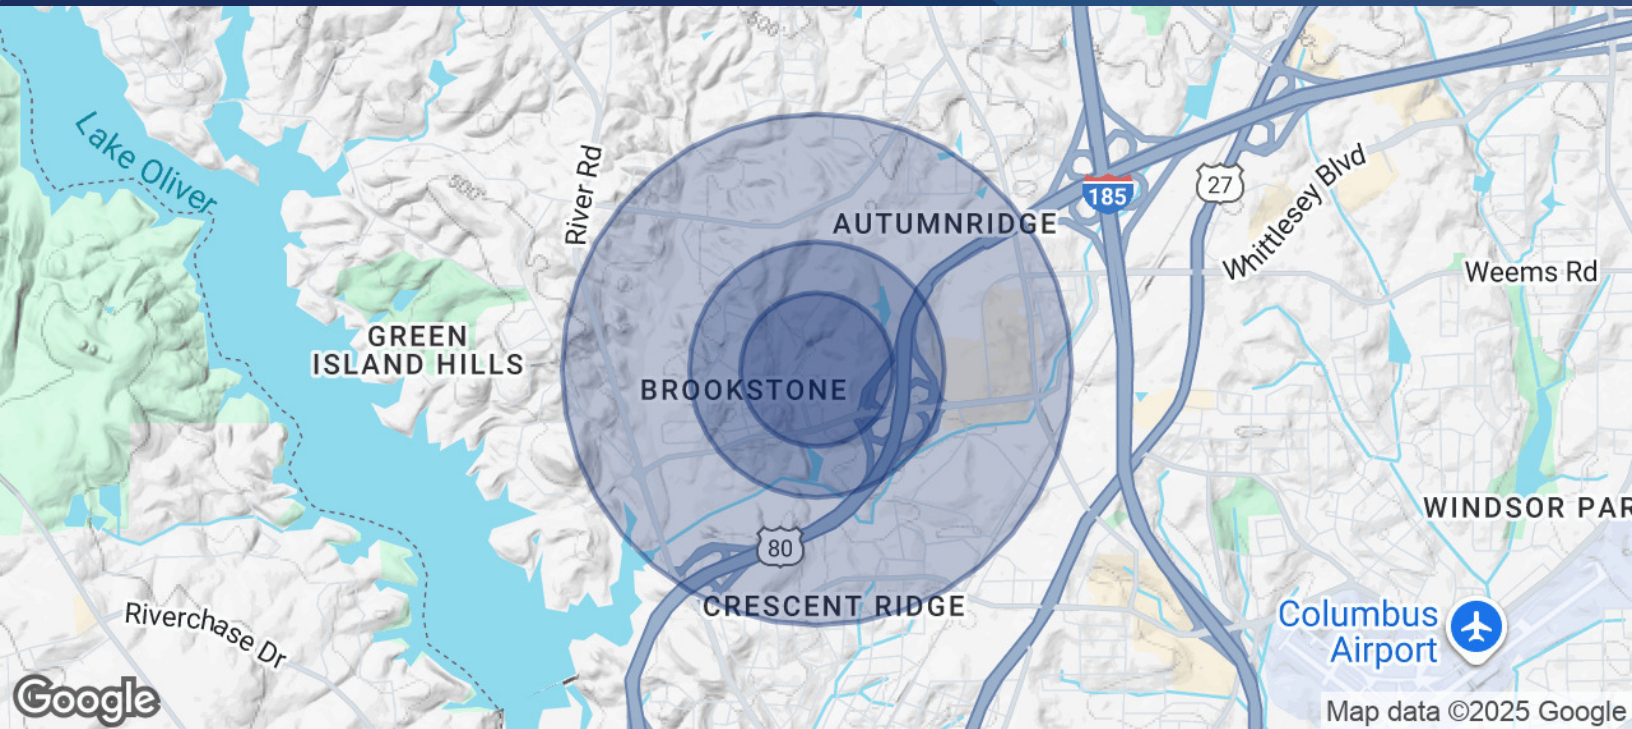 500'
Lake Oliver
River Rd
500'
185
27
AUTUMNRIDGE
Whittlesey Blvd
Weems Rd
GREEN
ISLAND HILLS
BROOKSTONE
WINDSOR PAR
80
CRESCENT RIDGE
Riverchase Dr
Columbus
Airport
Google
Map data ©2025 Google